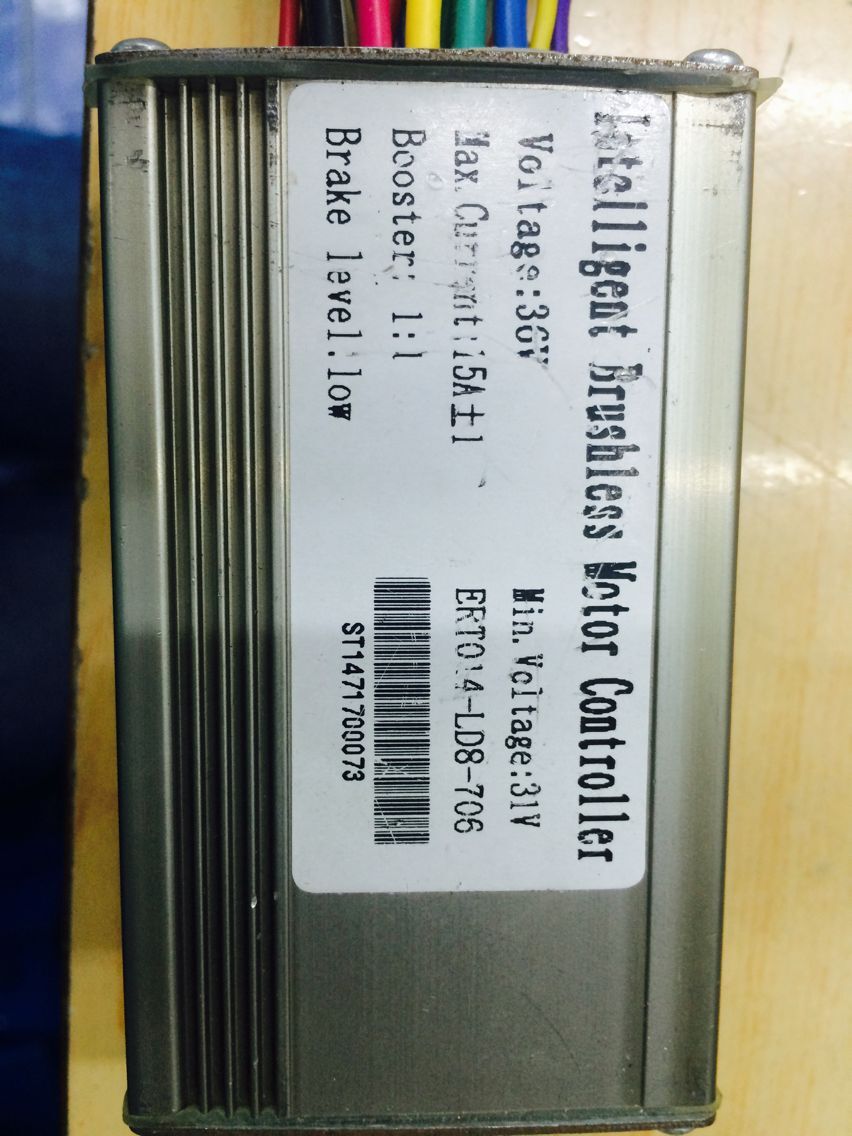 Intelligent Brushless Motor Controller
Voltage:36V Min.Voltage:31V
Max.Current:15A±1 ERT014-LD8-706
Booster: 1:1
Brake level:low
ST1471700073